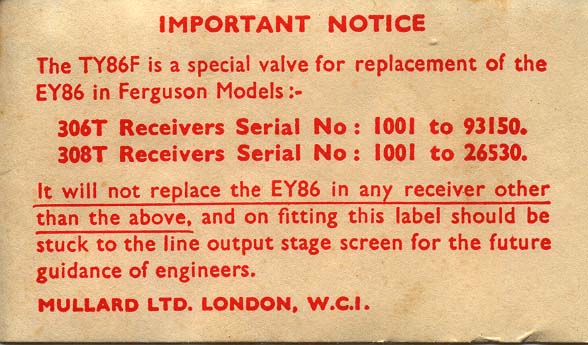 IMPORTANT NOTICE
The TY86F is a special valve for replacement of the
EY86 in Ferguson Models :-
306T Receivers Serial No : 1001 to 93150.
308T Receivers Serial No : 1001 to 26530.
It will not replace the EY86 in any receiver other
than the above, and on fitting this label should be
stuck to the line output stage screen for the future
guidance of engineers.
MULLARD LTD. LONDON, W.C.I.